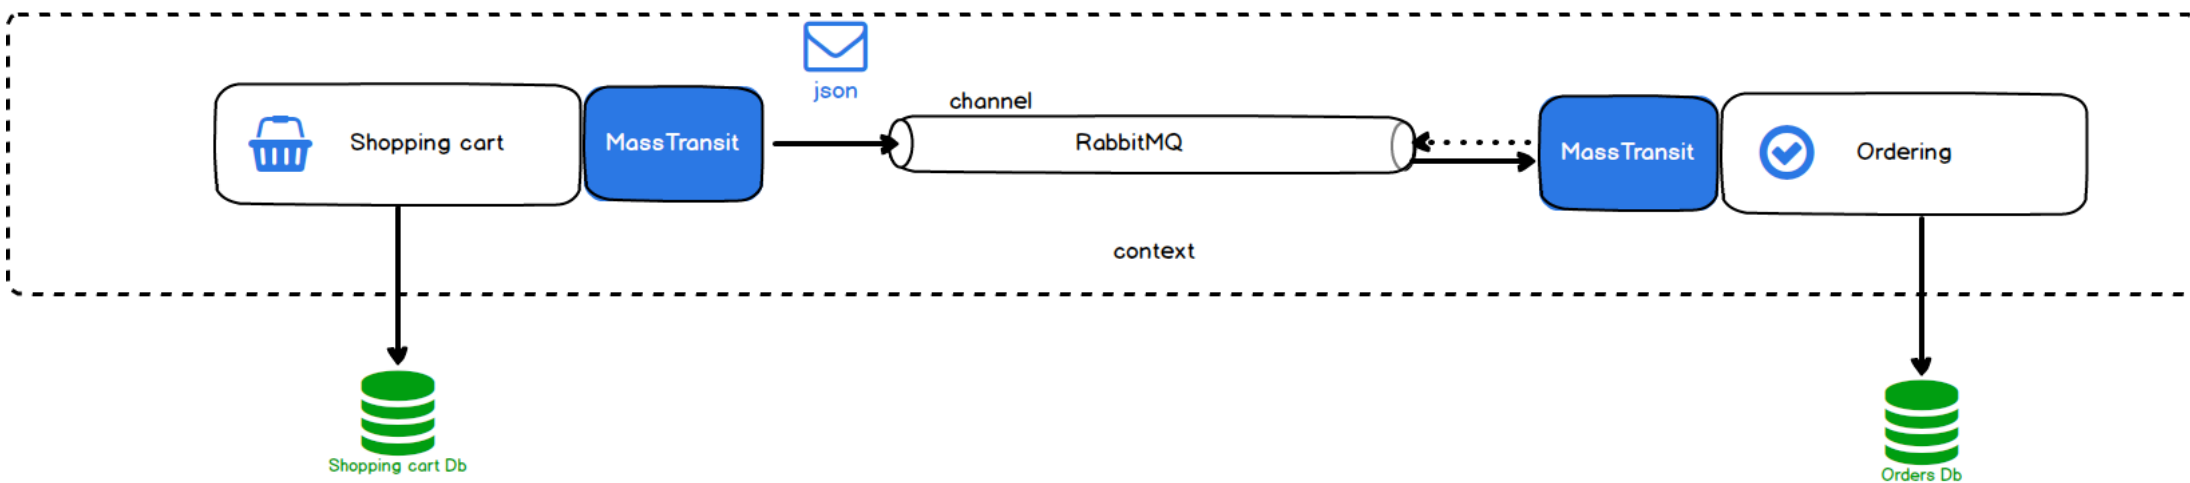 json
channel
Shopping cart
MassTransit
RabbitMQ
MassTransit
Ordering
context
Shopping cart Db
Orders Db